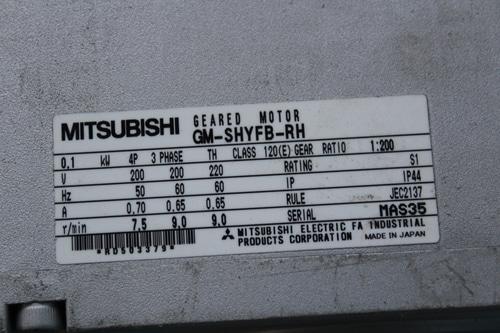 MITSUBISHI GEARED MOTOR
GM-SHYFB-RH
0.1 kW 4P 3 PHASE TH CLASS 120(E) GEAR RATIO 1:200
V 200 200 220 RATING S1
Hz 50 60 60 IP IP44
A 0.70 0.65 0.65 RULE JEC2137
r/min 7.5 9.0 9.0 SERIAL MAS35
MITSUBISHI ELECTRIC FA INDUSTRIAL
PRODUCTS CORPORATION MADE IN JAPAN